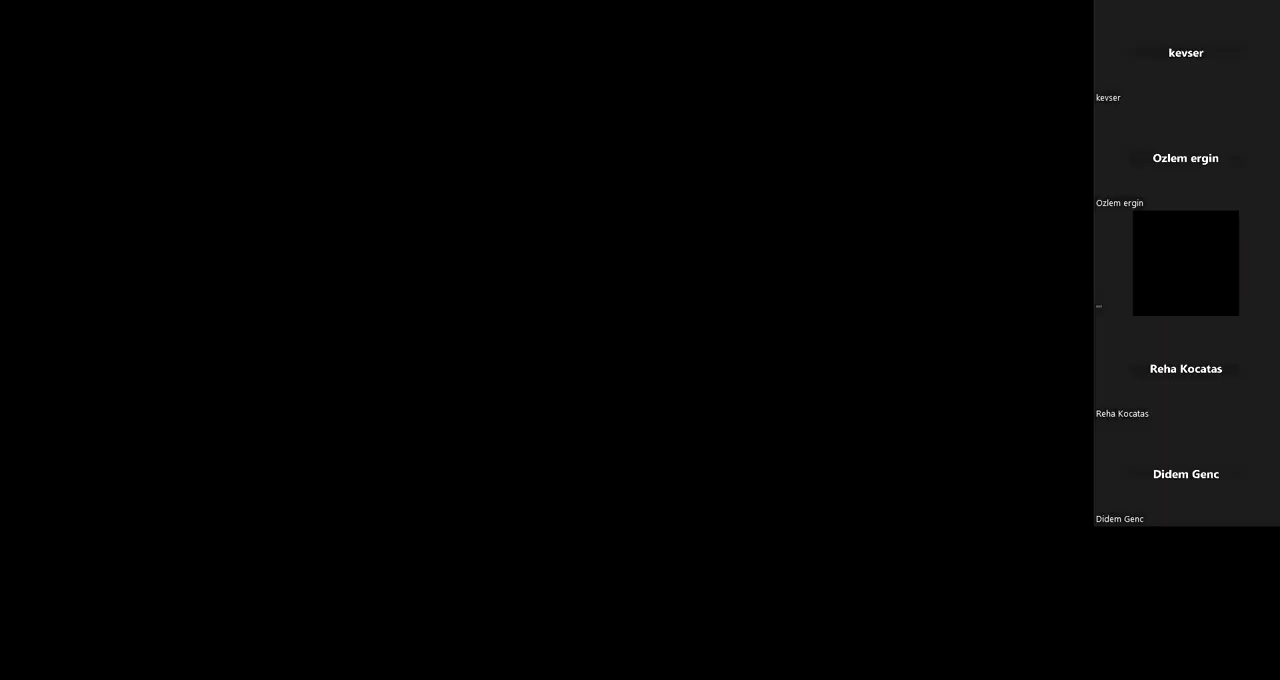 kevser
kevser
Ozlem ergin
Ozlem ergin
Reha Kocatas
Reha Kocatas
Didem Genc
Didem Genc